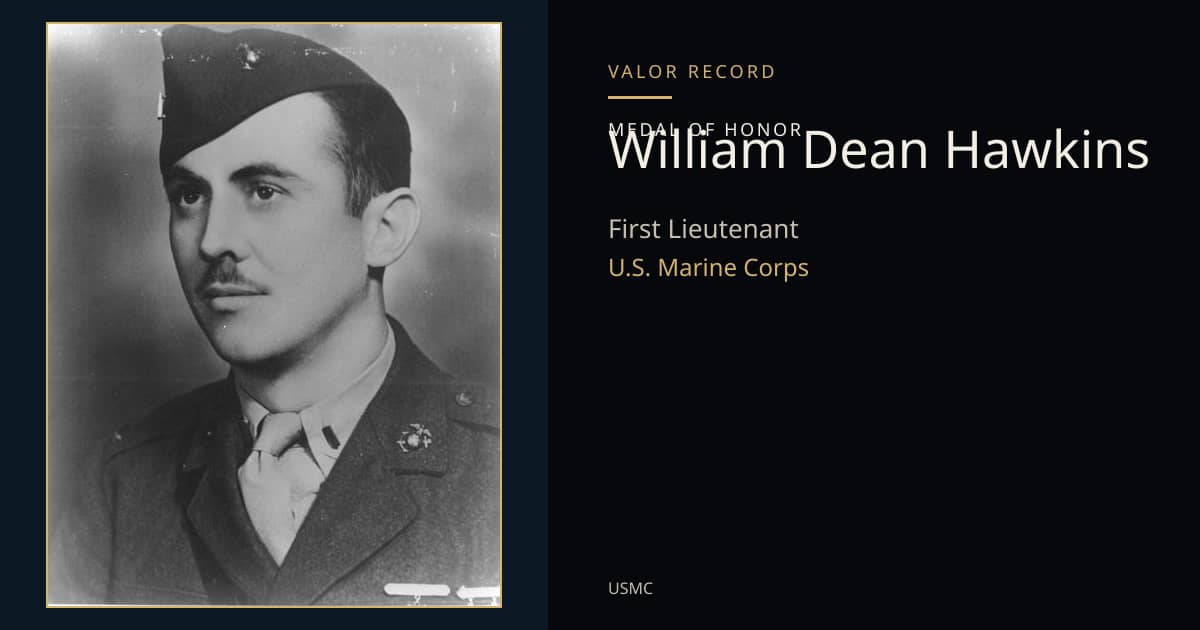 VALOR RECORD
MEDAL OF HONOR
William Dean Hawkins
First Lieutenant
U.S. Marine Corps
USMC